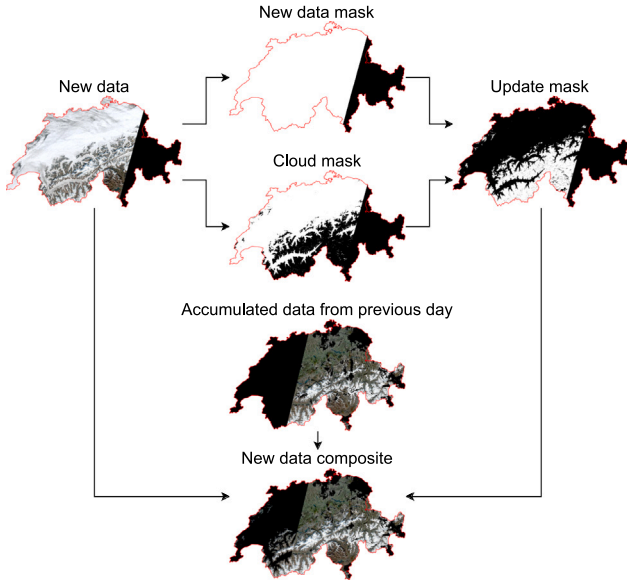 New data mask
New data
Update mask
Cloud mask
Accumulated data from previous day
New data composite